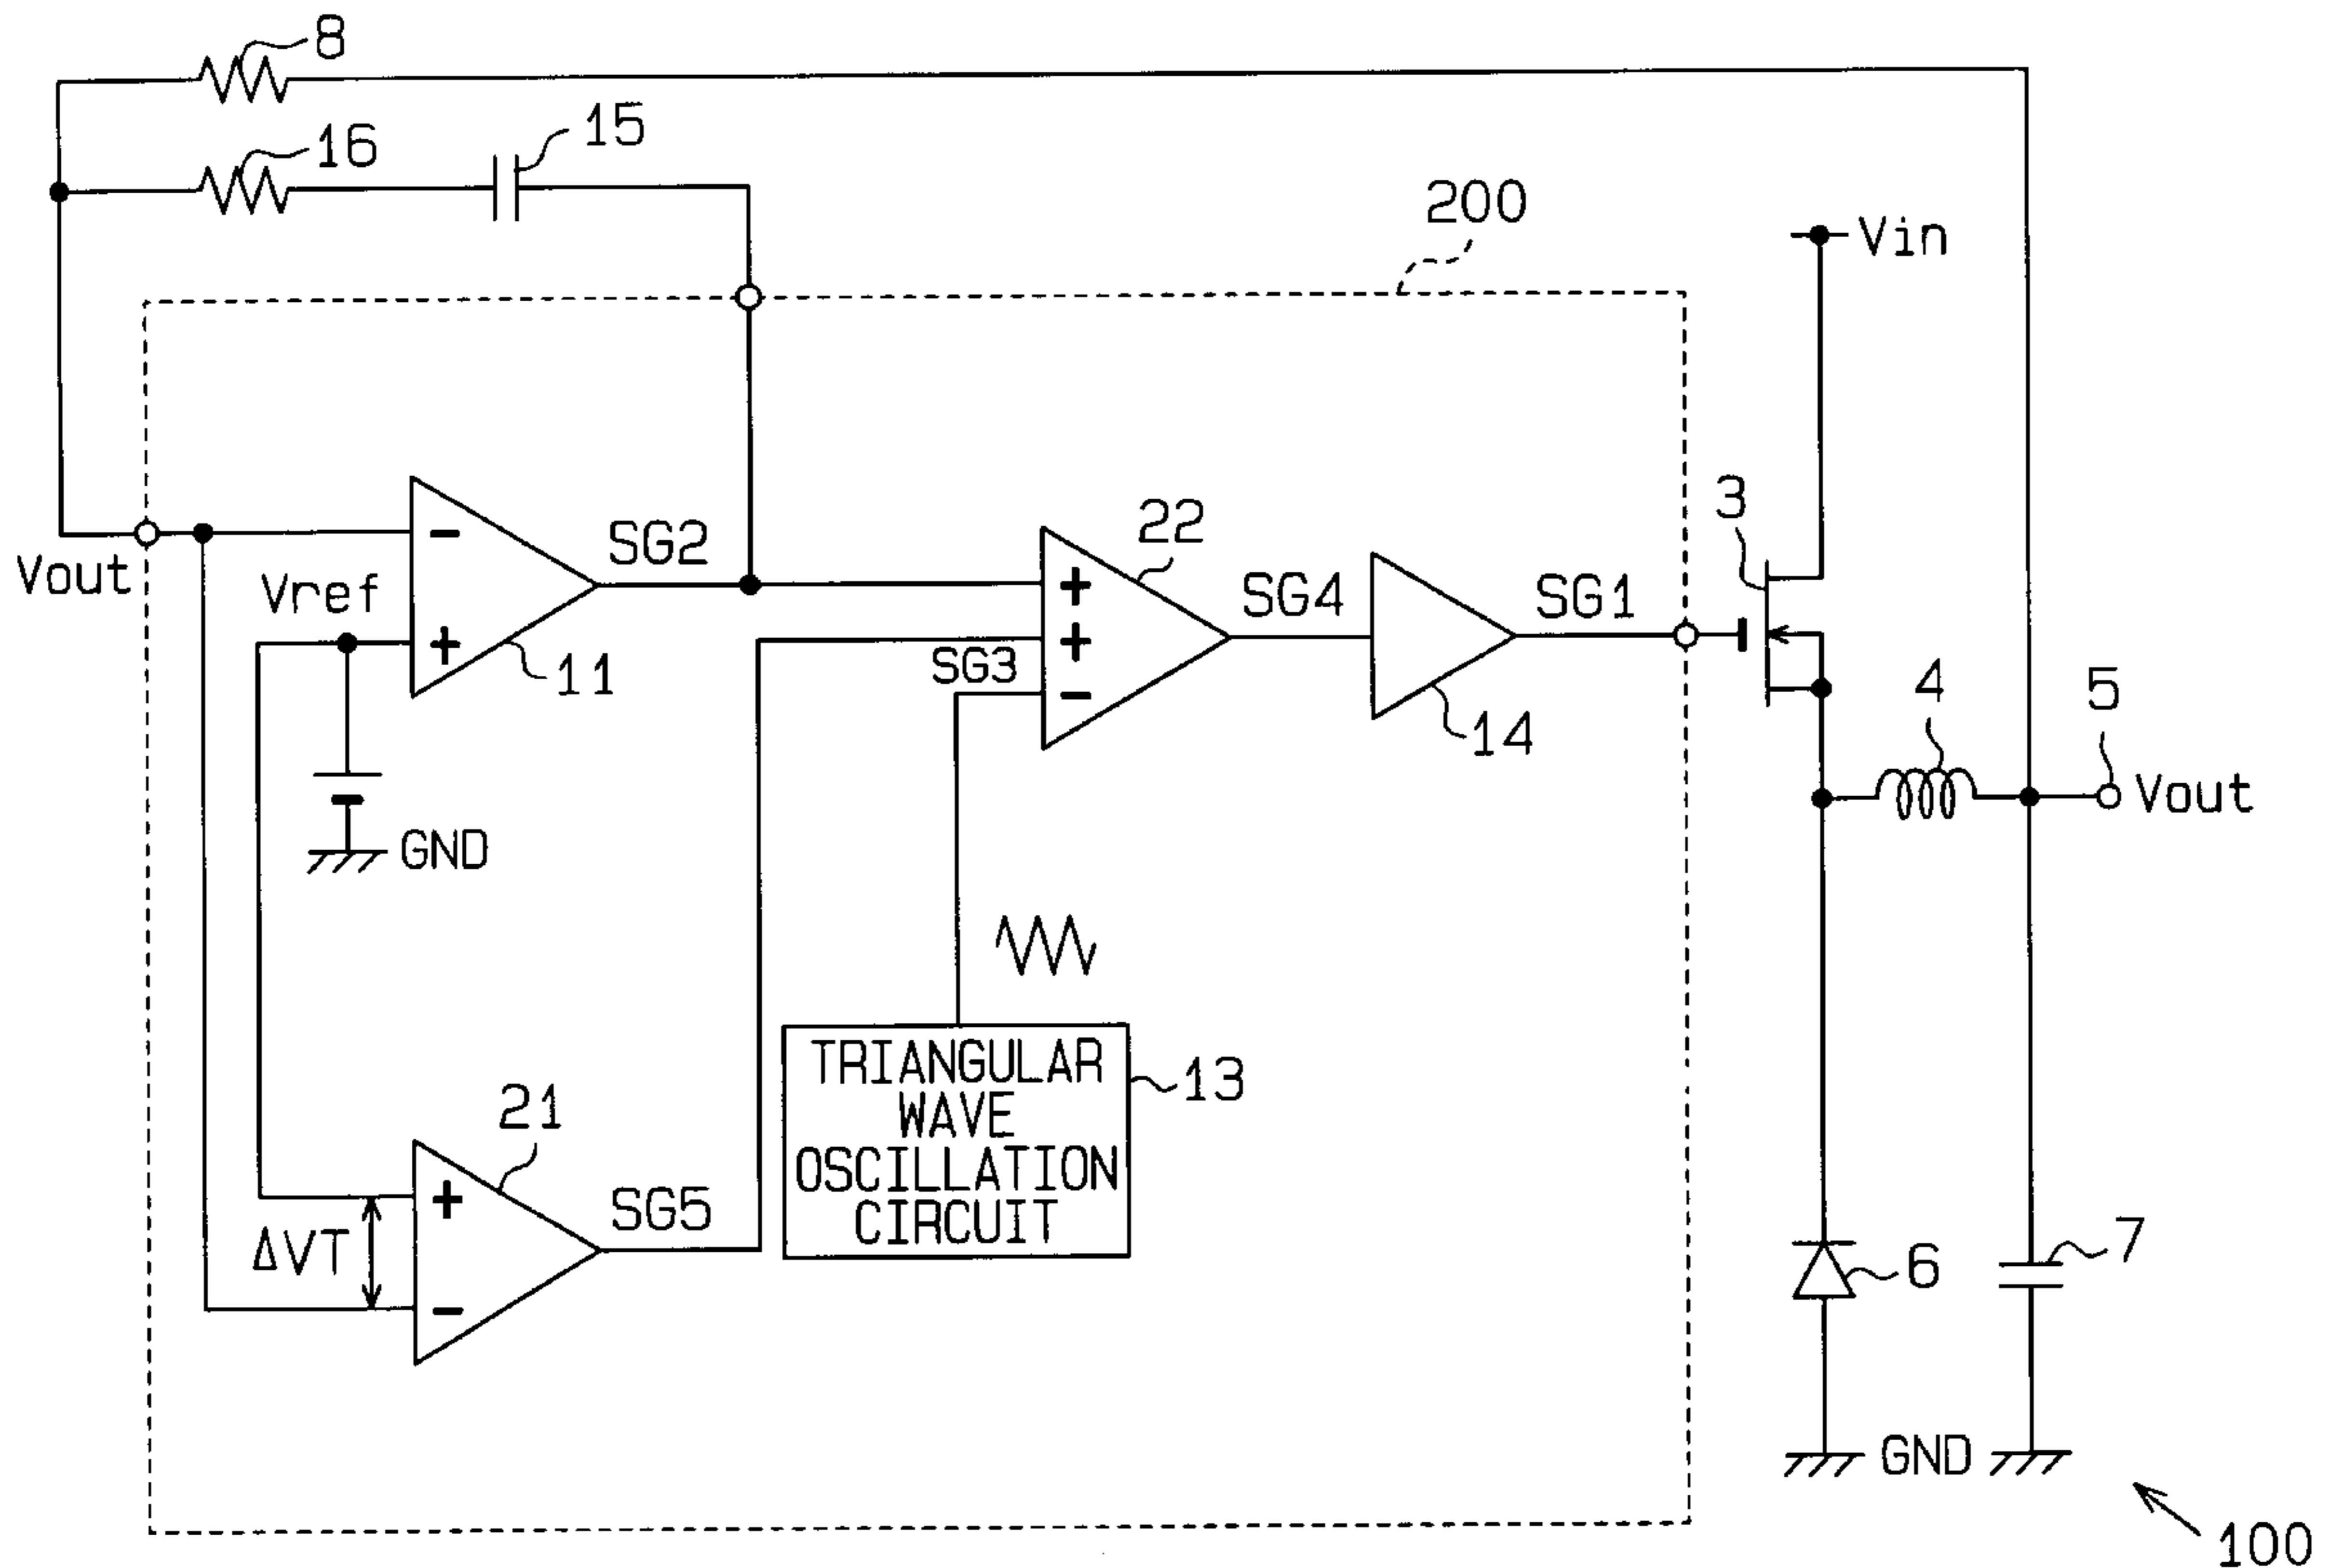 8
16
15
200
Vin
Vout
Vref
SG2
11
22
SG3
SG4
14
SG1
3
4
5
Vout
GND
TRIANGULAR
WAVE
OSCILLATION
CIRCUIT
13
21
ΔVT
SG5
6
7
GND
100